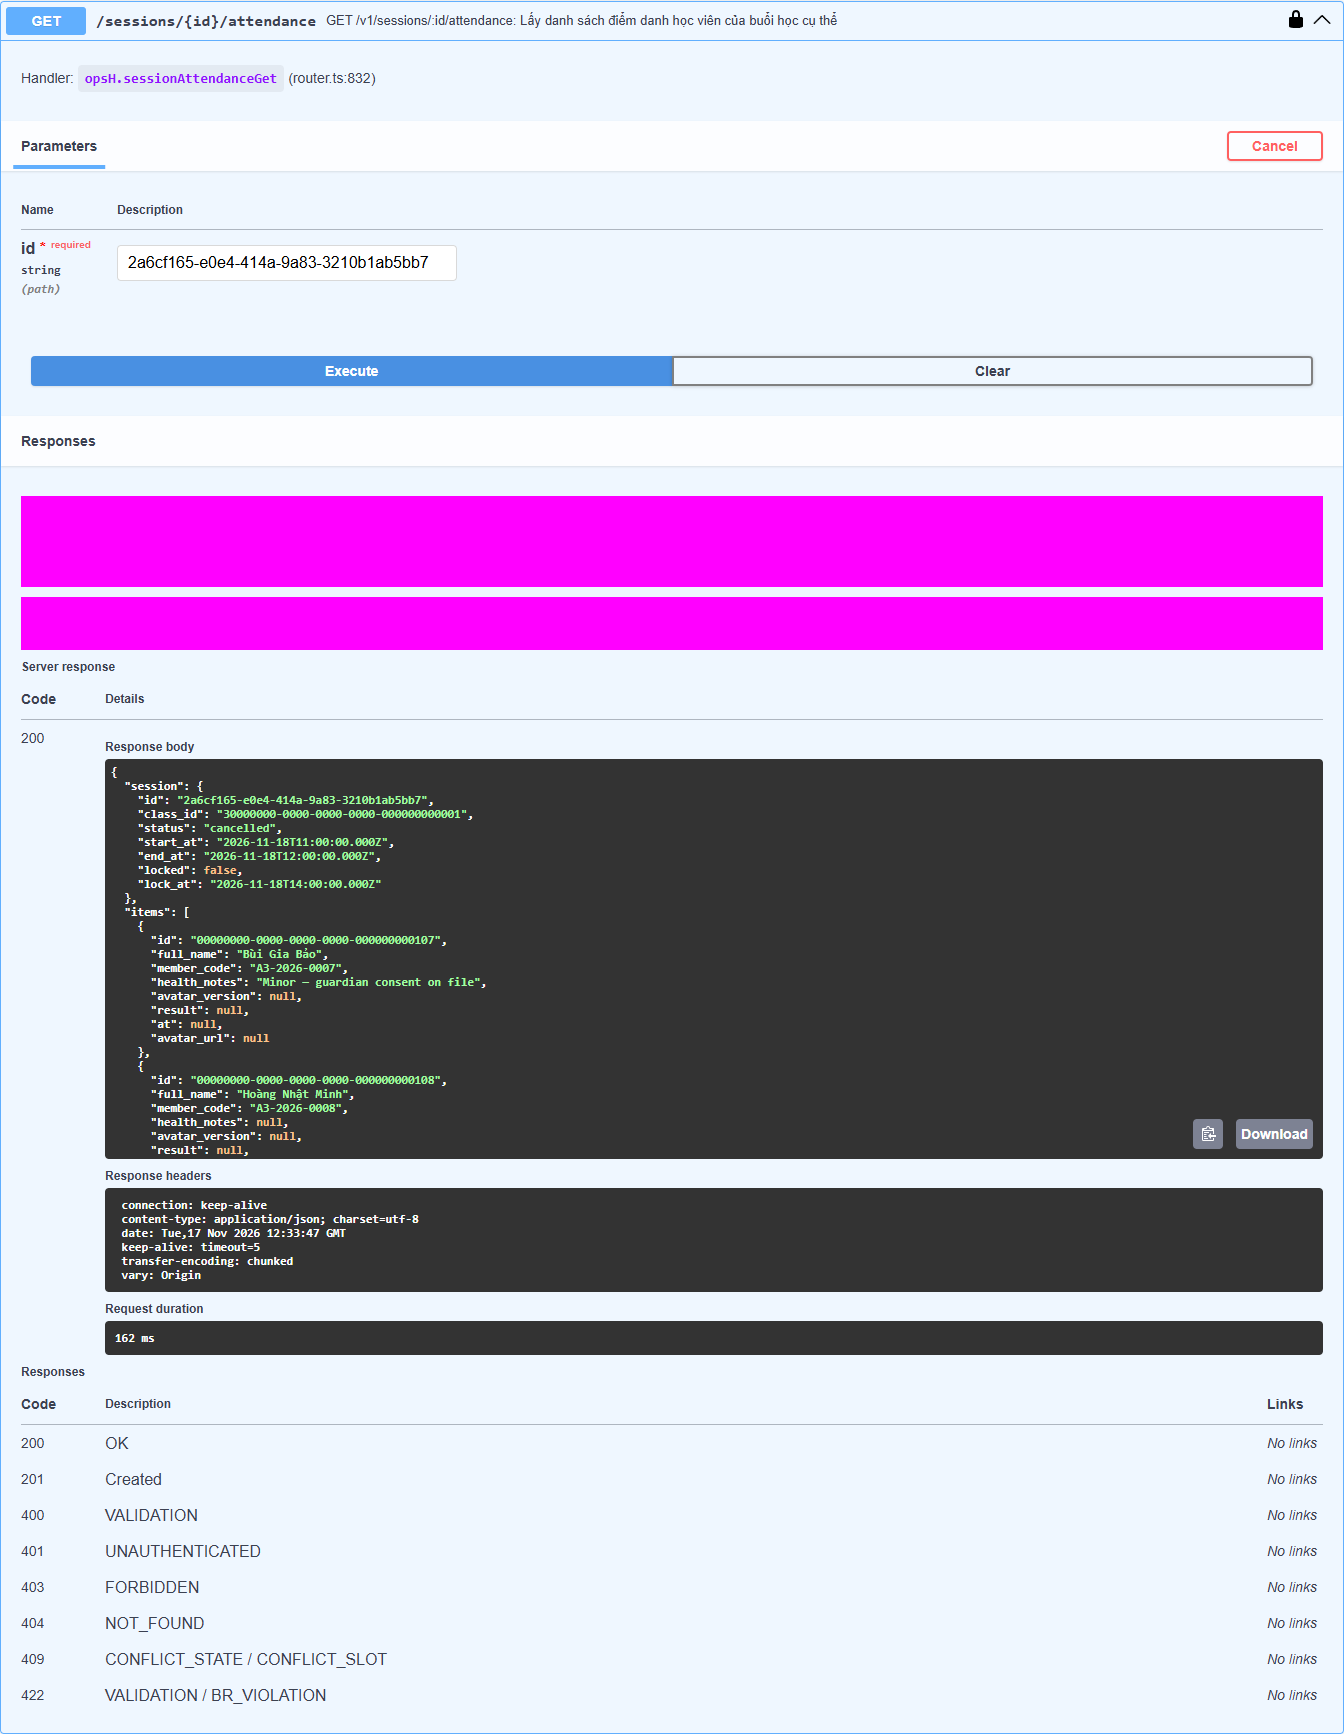 GET /sessions/{id}/attendance GET /v1/sessions/:id/attendance: Lấy danh sách điểm danh học viên của buổi học cụ thể
Handler: opsH.sessionAttendanceGet (router.ts:832)
Parameters
Cancel
Name Description
id * required
string
(path)
2a6cf165-e0e4-414a-9a83-3210b1ab5bb7
Execute Clear
Responses
Server response
Code Details
200
Response body
{
  "session": {
    "id": "2a6cf165-e0e4-414a-9a83-3210b1ab5bb7",
    "class_id": "30000000-0000-0000-0000-000000000001",
    "status": "cancelled",
    "start_at": "2026-11-18T11:00:00.000Z",
    "end_at": "2026-11-18T12:00:00.000Z",
    "locked": false,
    "lock_at": "2026-11-18T14:00:00.000Z"
  },
  "items": [
    {
      "id": "00000000-0000-0000-0000-000000000107",
      "full_name": "Bùi Gia Bảo",
      "member_code": "A3-2026-0007",
      "health_notes": "Minor — guardian consent on file",
      "avatar_version": null,
      "result": null,
      "at": null,
      "avatar_url": null
    },
    {
      "id": "00000000-0000-0000-0000-000000000108",
      "full_name": "Hoàng Nhật Minh",
      "member_code": "A3-2026-0008",
      "health_notes": null,
      "avatar_version": null,
      "result": null,
Download
Response headers
connection: keep-alive
content-type: application/json; charset=utf-8
date: Tue,17 Nov 2026 12:33:47 GMT
keep-alive: timeout=5
transfer-encoding: chunked
vary: Origin
Request duration
162 ms
Responses
Code Description Links
200 OK No links
201 Created No links
400 VALIDATION No links
401 UNAUTHENTICATED No links
403 FORBIDDEN No links
404 NOT_FOUND No links
409 CONFLICT_STATE / CONFLICT_SLOT No links
422 VALIDATION / BR_VIOLATION No links